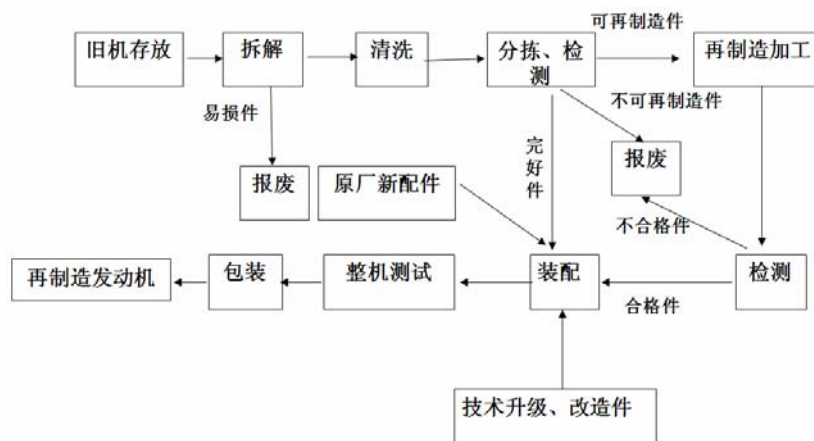 可再制造件
旧机存放
拆解
清洗
分拣、检
测
再制造加工
易损件
不可再制造件
完
好
件
报废
报废
原厂新配件
不合格件
再制造发动机
包装
整机测试
装配
检测
合格件
技术升级、改造件